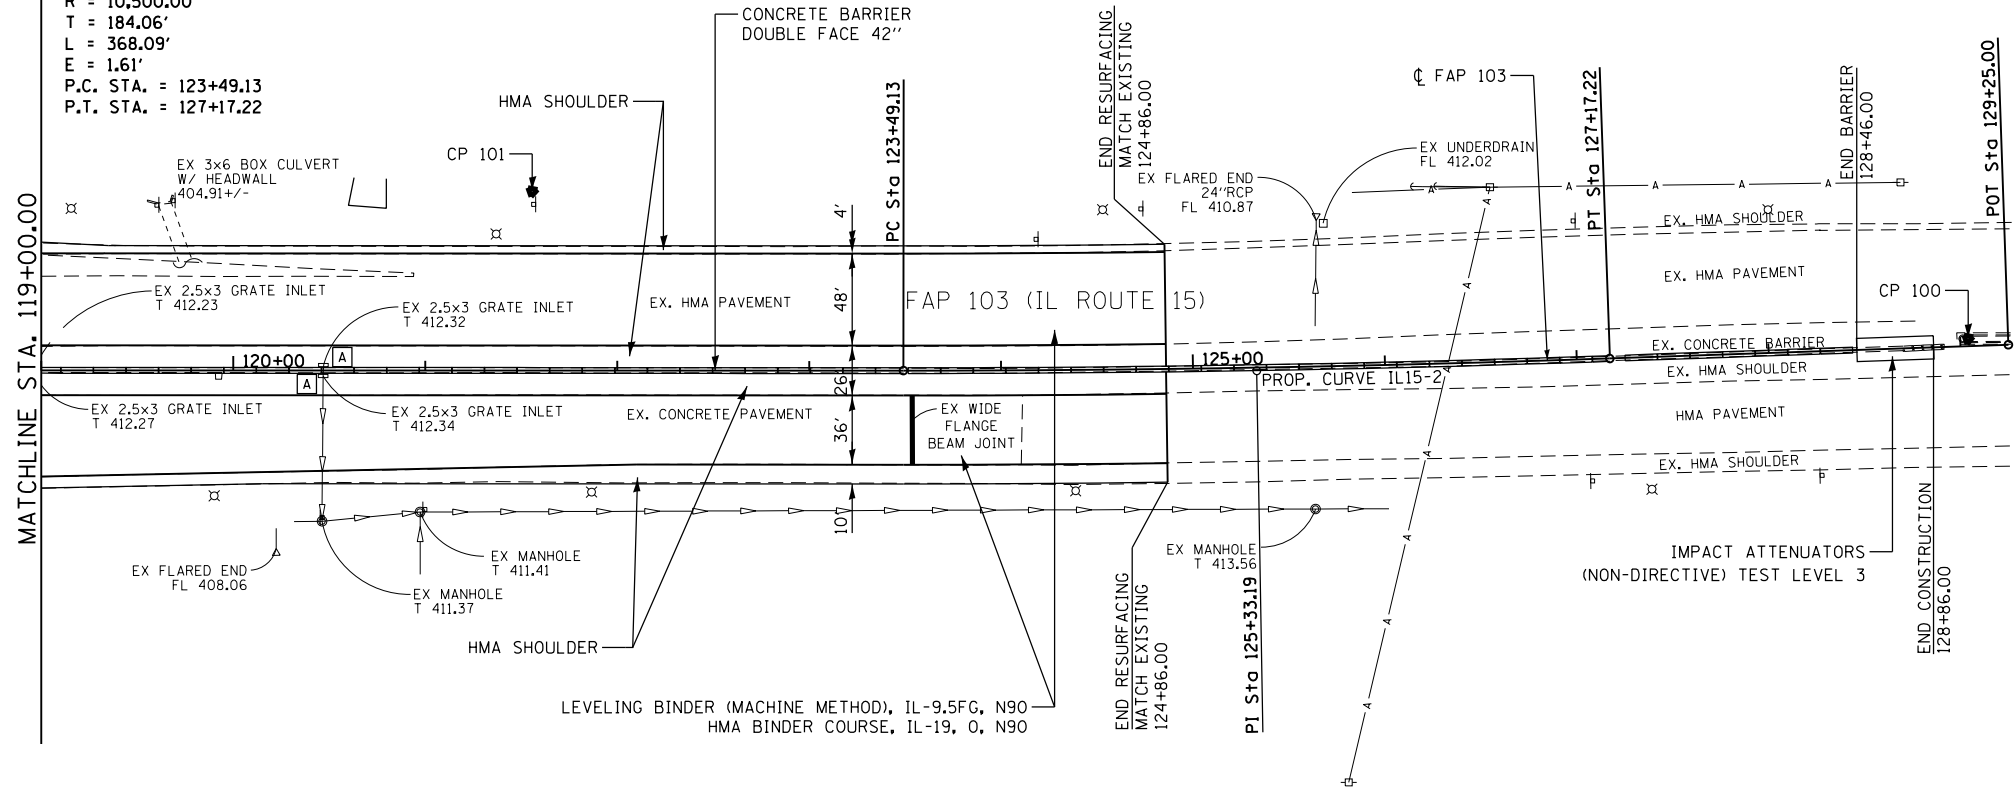 R = 10,500.00'
T = 184.06'
L = 368.09'
E = 1.61'
P.C. STA. = 123+49.13
P.T. STA. = 127+17.22
CONCRETE BARRIER
DOUBLE FACE 42"
HMA SHOULDER
CP 101
EX 3x6 BOX CULVERT
W/ HEADWALL
404.91+/-
MATCHLINE STA. 119+00.00
EX 2.5x3 GRATE INLET
T 412.23
EX 2.5x3 GRATE INLET
T 412.32
EX. HMA PAVEMENT
FAP 103 (IL ROUTE 15)
4'
48'
26'
36'
10'
PC Sta 123+49.13
END RESURFACING
MATCH EXISTING
124+86.00
℄ FAP 103
PT Sta 127+17.22
END BARRIER
128+46.00
POT Sta 129+25.00
EX UNDERDRAIN
FL 412.02
EX FLARED END
24"RCP
FL 410.87
A
A
A
A
A
A
A
A
A
A
A
A
EX. HMA SHOULDER
EX. HMA PAVEMENT
CP 100
120+00
A
A
125+00
EX. CONCRETE BARRIER
PROP. CURVE IL15-2
EX. HMA SHOULDER
EX 2.5x3 GRATE INLET
T 412.27
EX 2.5x3 GRATE INLET
T 412.34
EX. CONCRETE PAVEMENT
EX WIDE
FLANGE
BEAM JOINT
HMA PAVEMENT
EX. HMA SHOULDER
EX FLARED END
FL 408.06
EX MANHOLE
T 411.41
EX MANHOLE
T 411.37
EX MANHOLE
T 413.56
IMPACT ATTENUATORS
(NON-DIRECTIVE) TEST LEVEL 3
END CONSTRUCTION
128+86.00
HMA SHOULDER
END RESURFACING
MATCH EXISTING
124+86.00
PI Sta 125+33.19
LEVELING BINDER (MACHINE METHOD), IL-9.5FG, N90
HMA BINDER COURSE, IL-19, 0, N90